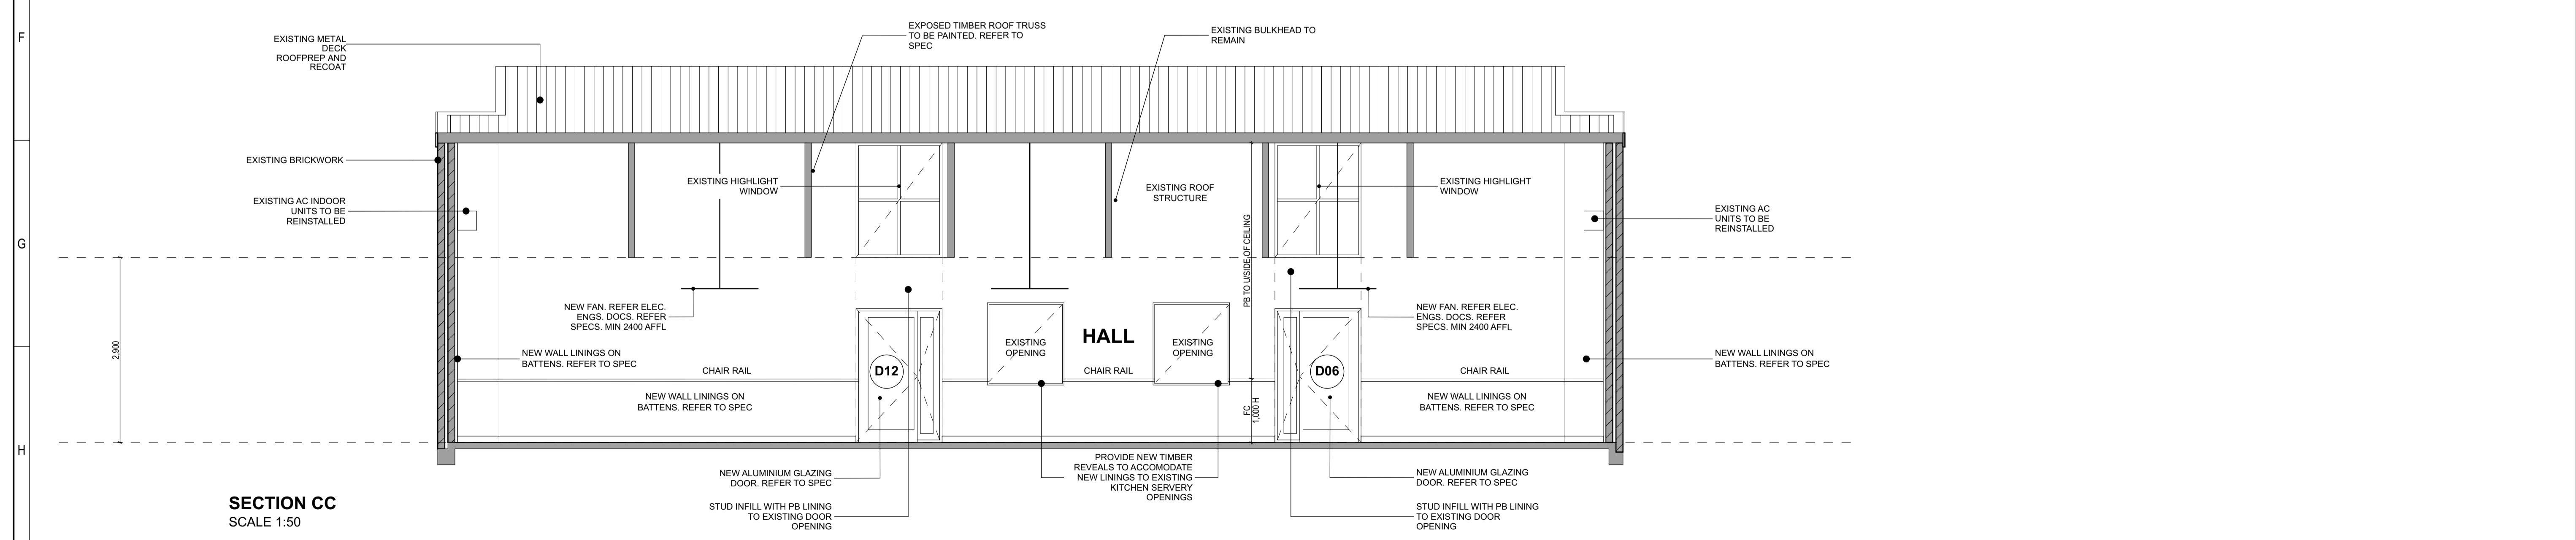 F
G
H
EXISTING METAL
DECK
ROOFPREP AND
RECOAT
EXPOSED TIMBER ROOF TRUSS
TO BE PAINTED. REFER TO
SPEC
EXISTING BULKHEAD TO
REMAIN
EXISTING BRICKWORK
EXISTING AC INDOOR
UNITS TO BE
REINSTALLED
EXISTING HIGHLIGHT
WINDOW
EXISTING ROOF
STRUCTURE
EXISTING HIGHLIGHT
WINDOW
EXISTING AC
UNITS TO BE
REINSTALLED
PB TO U/SIDE OF CEILING
2,900
NEW FAN. REFER ELEC.
ENGS. DOCS. REFER
SPECS. MIN 2400 AFFL
NEW FAN. REFER ELEC.
ENGS. DOCS. REFER
SPECS. MIN 2400 AFFL
EXISTING
OPENING
HALL
EXISTING
OPENING
NEW WALL LININGS ON
BATTENS. REFER TO SPEC
NEW WALL LININGS ON
BATTENS. REFER TO SPEC
CHAIR RAIL
D12
CHAIR RAIL
D06
CHAIR RAIL
NEW WALL LININGS ON
BATTENS. REFER TO SPEC
FC
1,000 H
NEW WALL LININGS ON
BATTENS. REFER TO SPEC
NEW ALUMINIUM GLAZING
DOOR. REFER TO SPEC
PROVIDE NEW TIMBER
REVEALS TO ACCOMODATE
NEW LININGS TO EXISTING
KITCHEN SERVERY
OPENINGS
NEW ALUMINIUM GLAZING
DOOR. REFER TO SPEC
STUD INFILL WITH PB LINING
TO EXISTING DOOR
OPENING
STUD INFILL WITH PB LINING
TO EXISTING DOOR
OPENING
SECTION CC
SCALE 1:50